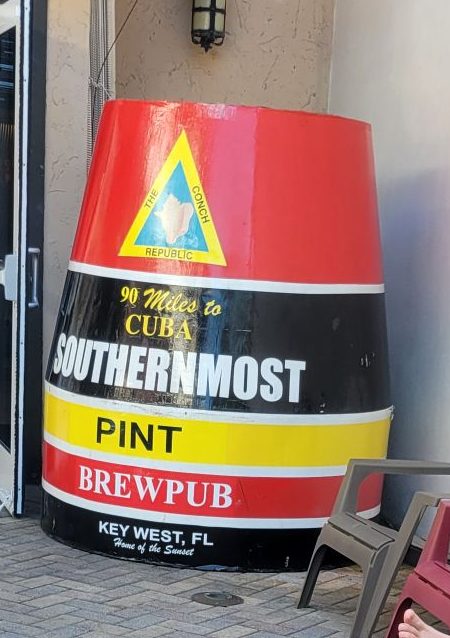 THE CONCH
REPUBLIC
90 Miles to
CUBA
SOUTHERNMOST
PINT
BREWPUB
KEY WEST, FL
Home of the Sunset